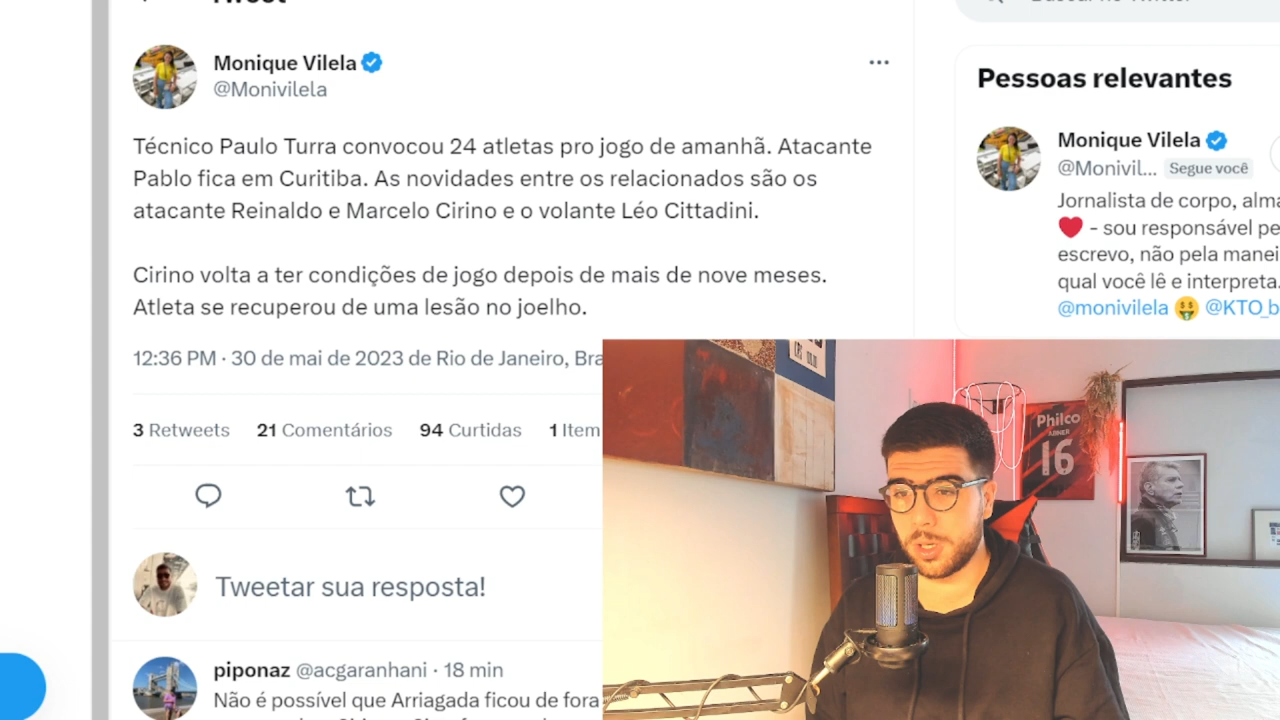 Tweet
Buscar no Twitter
Monique Vilela
@Monivilela
Técnico Paulo Turra convocou 24 atletas pro jogo de amanhã. Atacante
Pablo fica em Curitiba. As novidades entre os relacionados são os
atacante Reinaldo e Marcelo Cirino e o volante Léo Cittadini.
Cirino volta a ter condições de jogo depois de mais de nove meses.
Atleta se recuperou de uma lesão no joelho.
12:36 PM · 30 de mai de 2023 de Rio de Janeiro, Bra
3 Retweets 21 Comentários 94 Curtidas 1 Item
Tweetar sua resposta!
piponaz @acgaranhani · 18 min
Não é possível que Arriagada ficou de fora
Pessoas relevantes
Monique Vilela
@Monivil... Segue você
Jornalista de corpo, alma
❤️ - sou responsável pe
escrevo, não pela manei
qual você lê e interpreta.
@monivilela 🤑 @KTO_b
Philco
ABNER
16